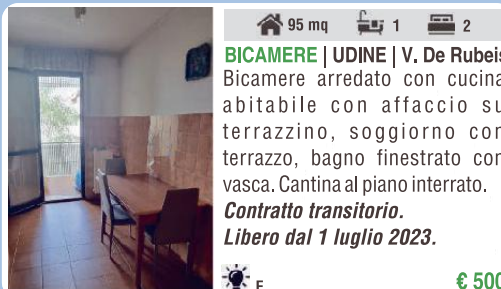 95 mq 1 2
BICAMERE | UDINE | V. De Rubeis
Bicamere arredato con cucina
abitabile con affaccio su
terrazzino, soggiorno con
terrazzo, bagno finestrato con
vasca. Cantina al piano interrato.
Contratto transitorio.
Libero dal 1 luglio 2023.
€ 500